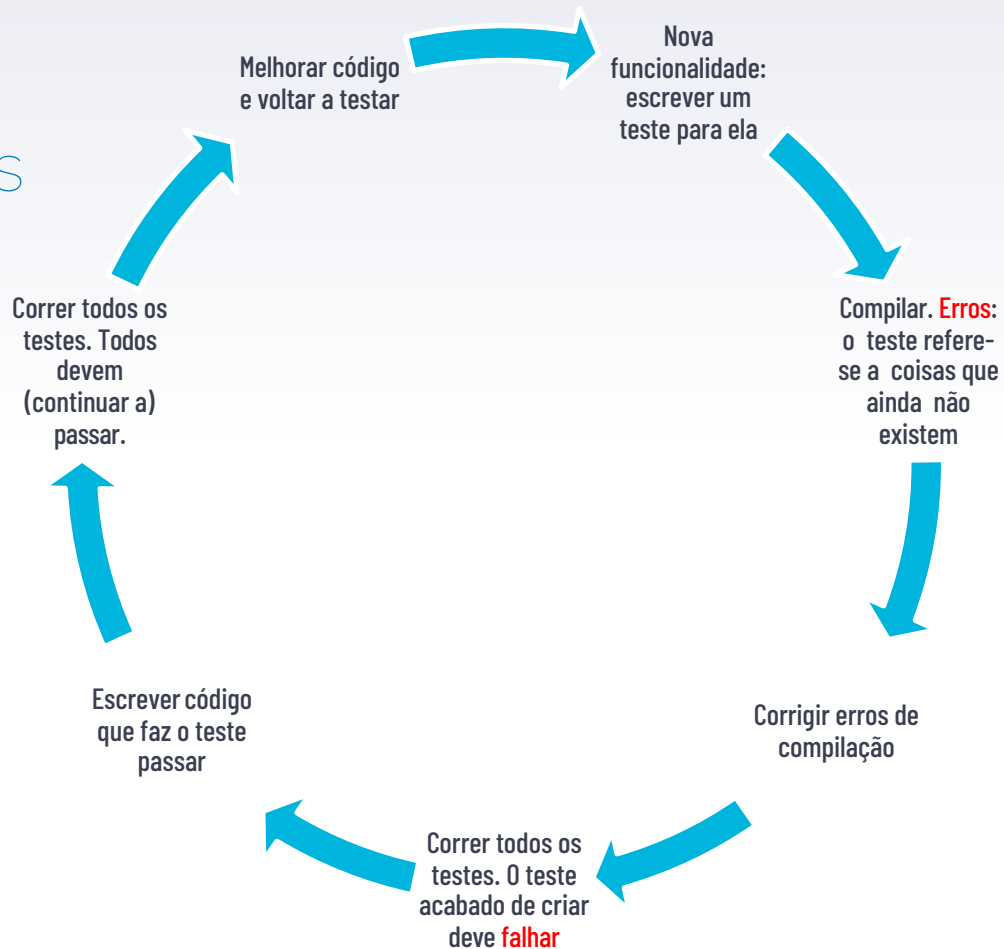 Nova
funcionalidade:
escrever um
teste para ela
Compilar. Erros:
o teste refere-
se a coisas que
ainda não
existem
Corrigir erros de
compilação
Correr todos os
testes. O teste
acabado de criar
deve falhar
Escrever código
que faz o teste
passar
Correr todos os
testes. Todos
devem
(continuar a)
passar.
Melhorar código
e voltar a testar